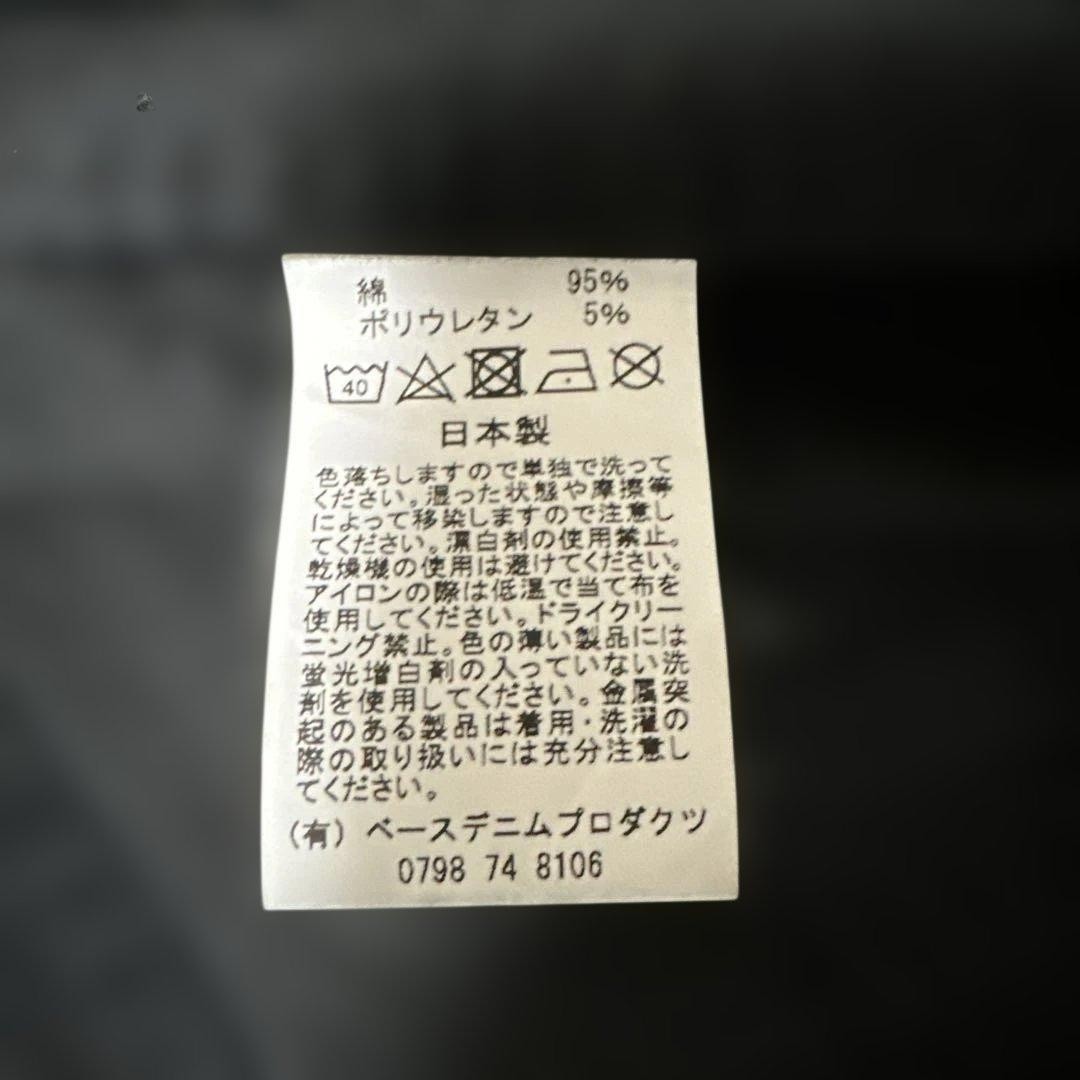 綿 95%
ポリウレタン 5%
40
日本製
色落ちしますので単独で洗って
ください。湿った状態や摩擦等
によって移染しますので注意し
てください。漂白剤の使用禁止。
乾燥機の使用は避けてください。
アイロンの際は低温で当て布を
使用してください。ドライクリー
ニング禁止。色の薄い製品には
蛍光増白剤の入っていない洗
剤を使用してください。金属突
起のある製品は着用・洗濯の
際の取り扱いには充分注意し
てください。
(有) ベースデニムプロダクツ
0798 74 8106